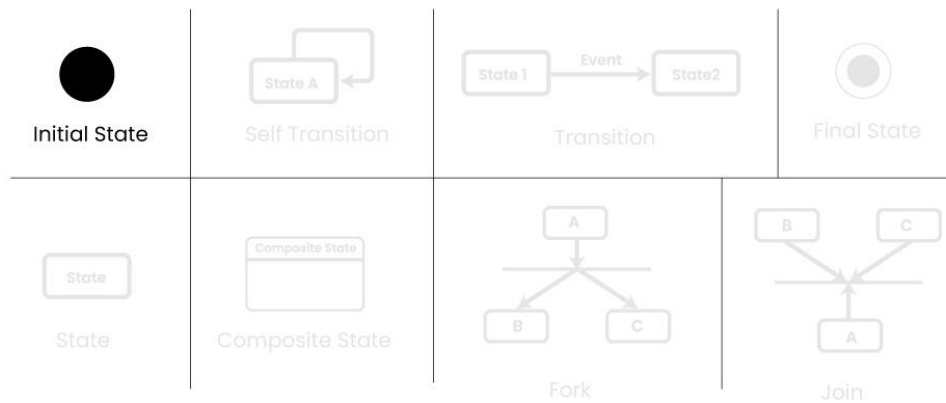 State A
State 1
Event
State2
Initial State
Self Transition
Transition
Final State
State
Composite State
State
Composite State
A
B
C
Fork
B
C
A
Join